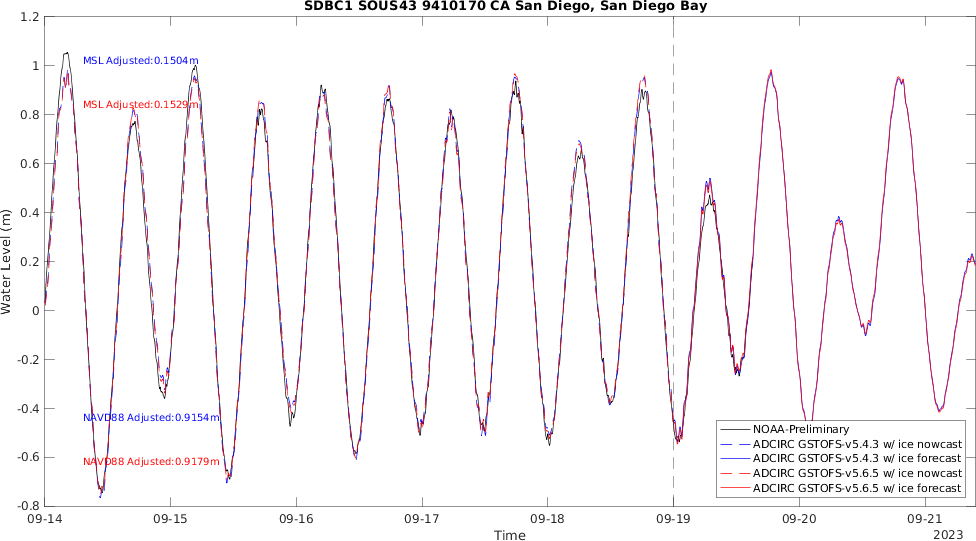 SDBC1 SOUS43 9410170 CA San Diego, San Diego Bay
1.2
1
0.8
0.6
0.4
0.2
0
-0.2
-0.4
-0.6
-0.8
Water Level (m)
MSL Adjusted:0.1504m
MSL Adjusted:0.1529m
NAVD88 Adjusted:0.9154m
NAVD88 Adjusted:0.9179m
NOAA-Preliminary
ADCIRC GSTOFS-v5.4.3 w/ ice nowcast
ADCIRC GSTOFS-v5.4.3 w/ ice forecast
ADCIRC GSTOFS-v5.6.5 w/ ice nowcast
ADCIRC GSTOFS-v5.6.5 w/ ice forecast
09-14 09-15 09-16 09-17 09-18 09-19 09-20 09-21
Time
2023